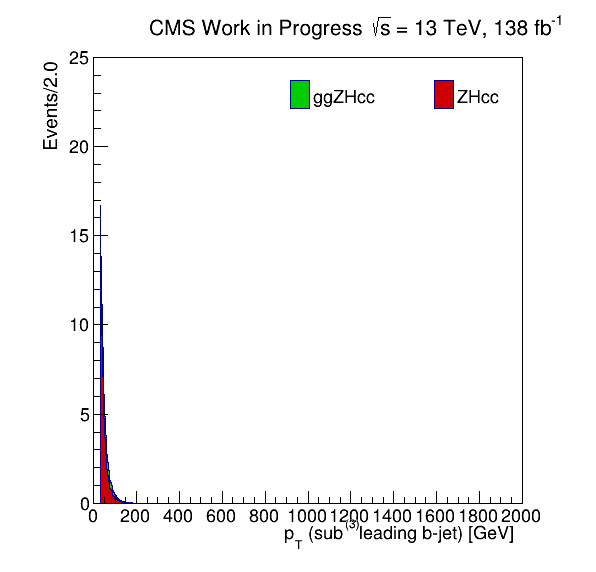 CMS Work in Progress √s = 13 TeV, 138 fb⁻¹
Events/2.0
25
20
15
10
5
0
ggZHcc
ZHcc
0 200 400 600 800 1000 1200 1400 1600 1800 2000
p_T (sub⁽³⁾leading b-jet) [GeV]